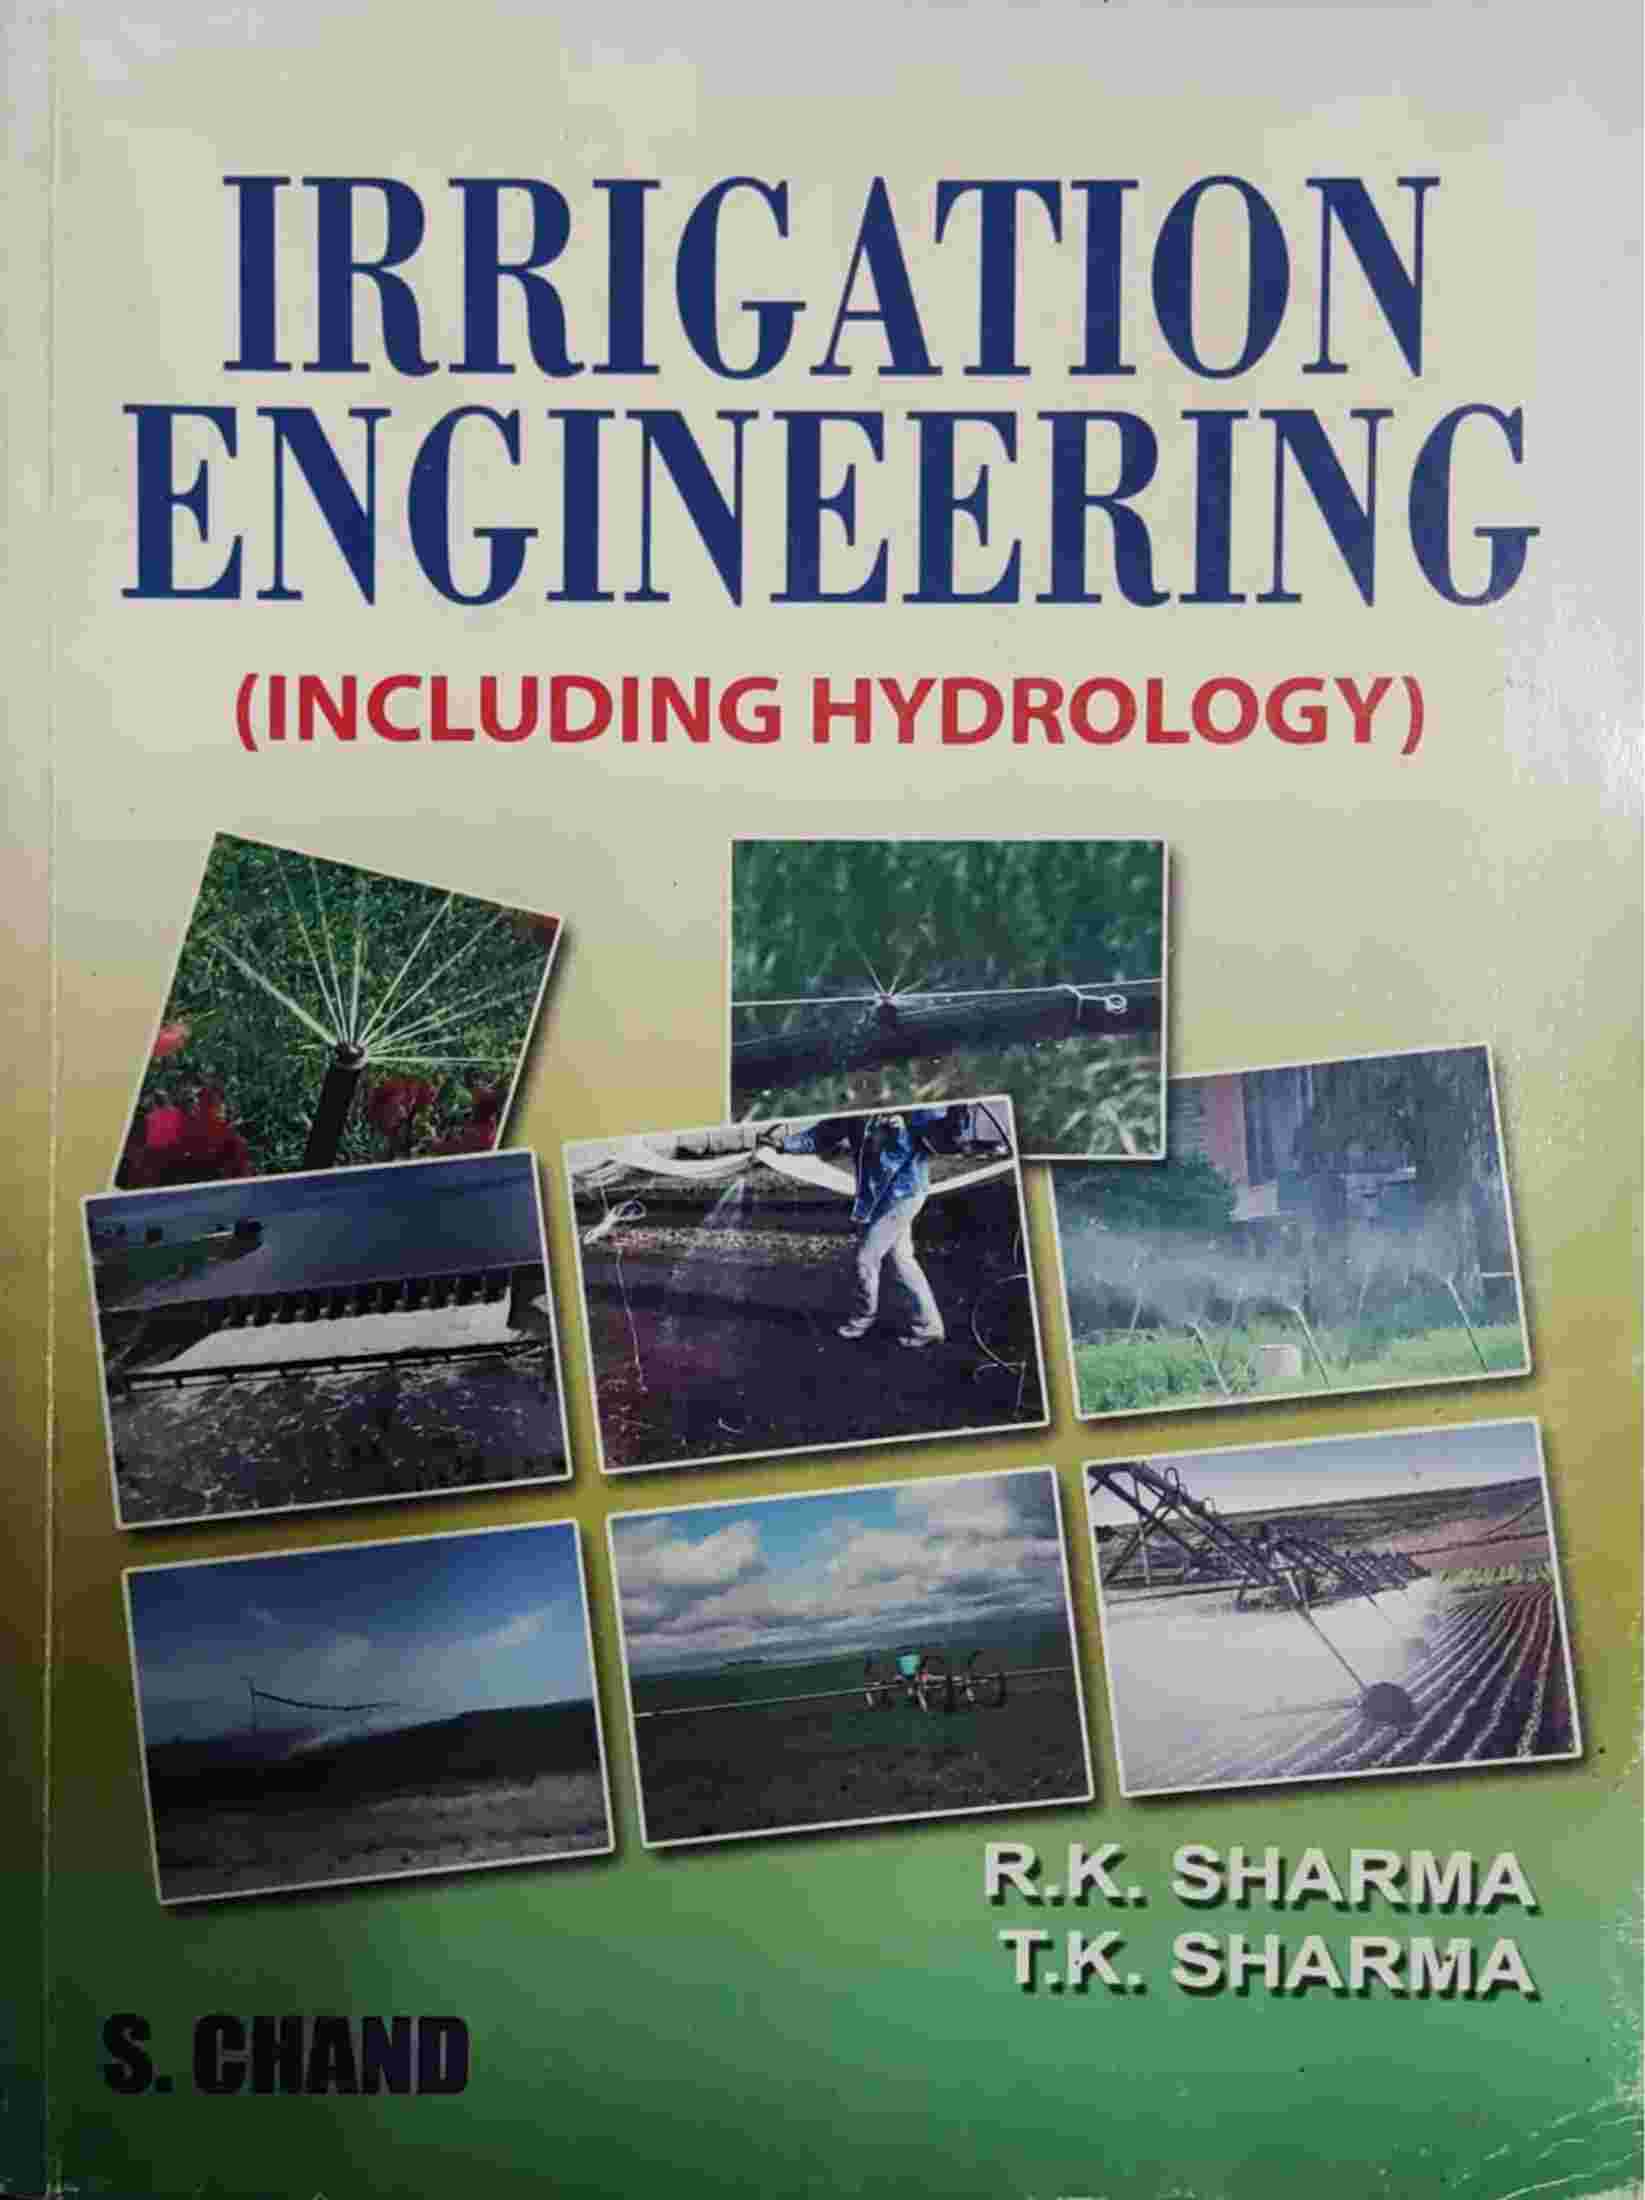 IRRIGATION
ENGINEERING
(INCLUDING HYDROLOGY)
R.K. SHARMA
T.K. SHARMA
S. CHAND